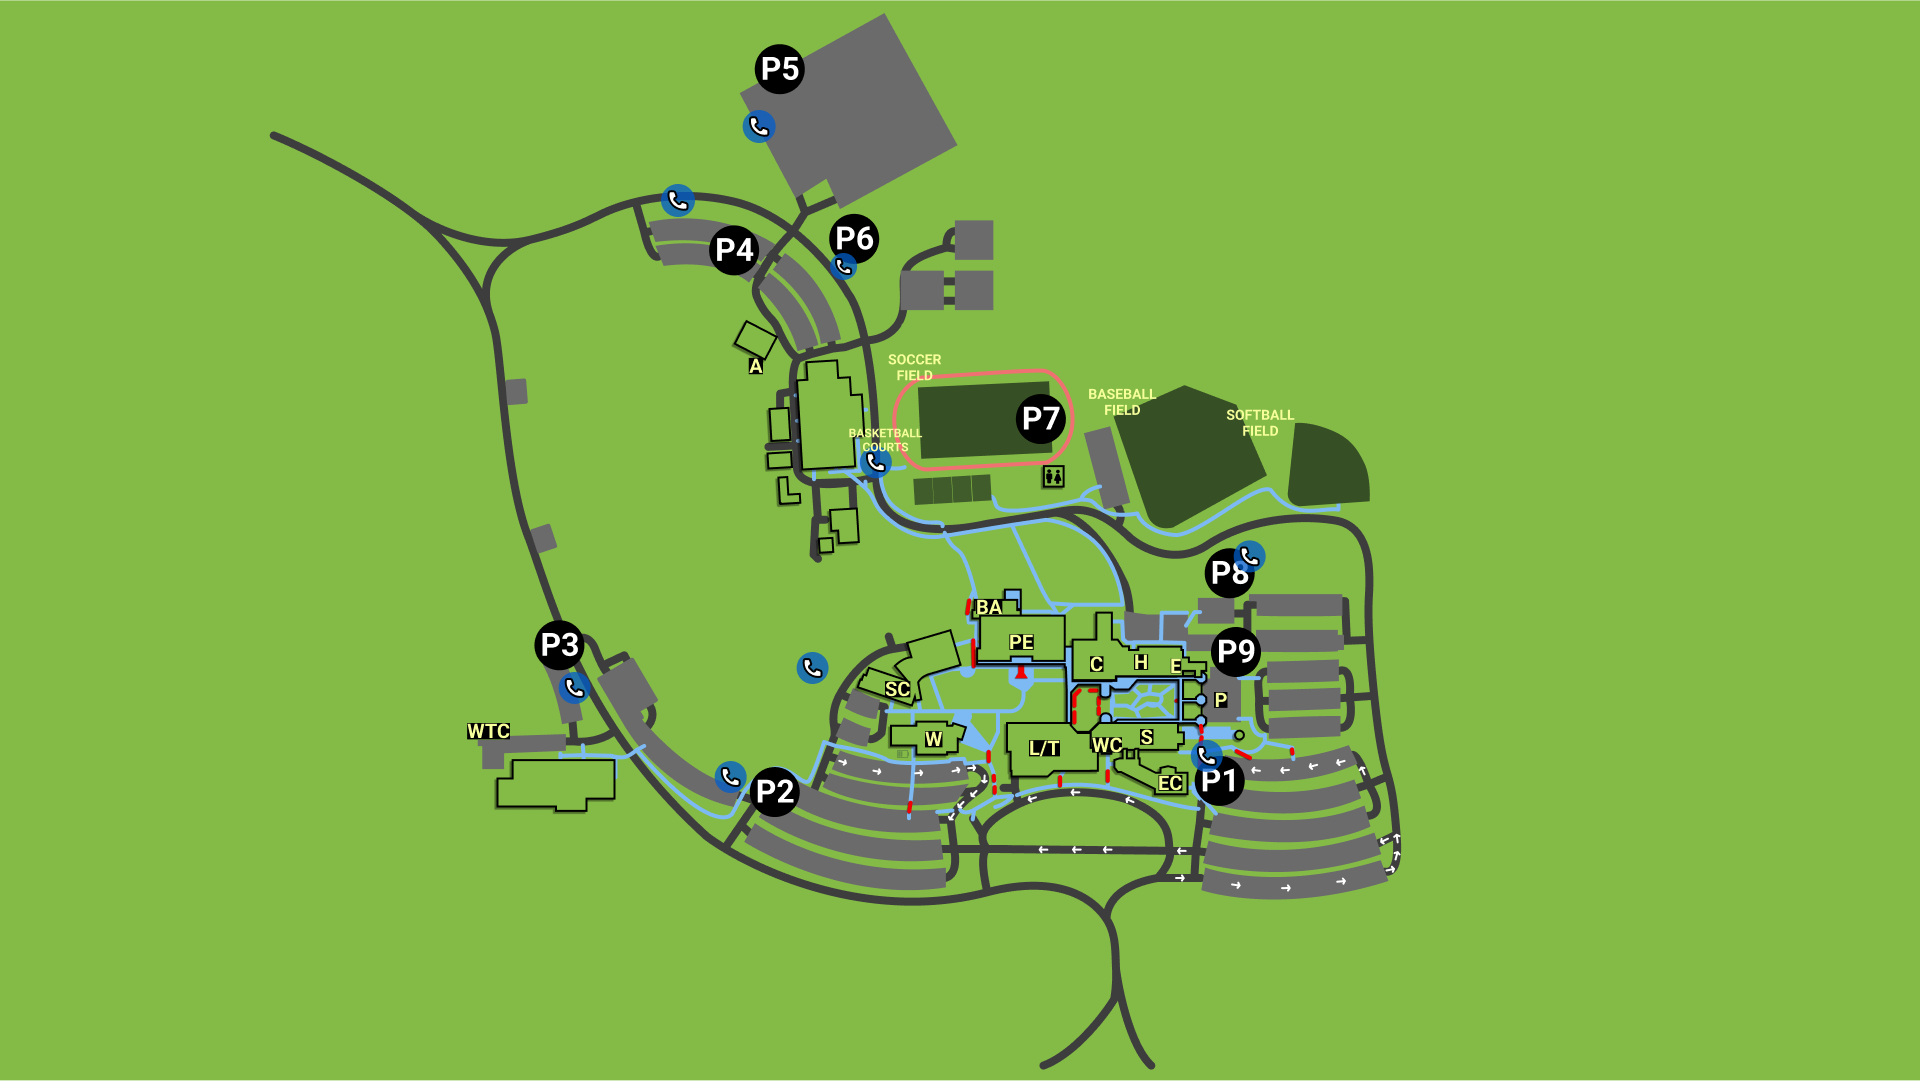 P5
P6
P4
SOCCER
FIELD
A
BASEBALL
FIELD
P7
SOFTBALL
FIELD
BASKETBALL
COURTS
P8
BA
P3
PE
P9
C
H
E
SC
P
WTC
W
L/T
WC
S
P2
EC
P1